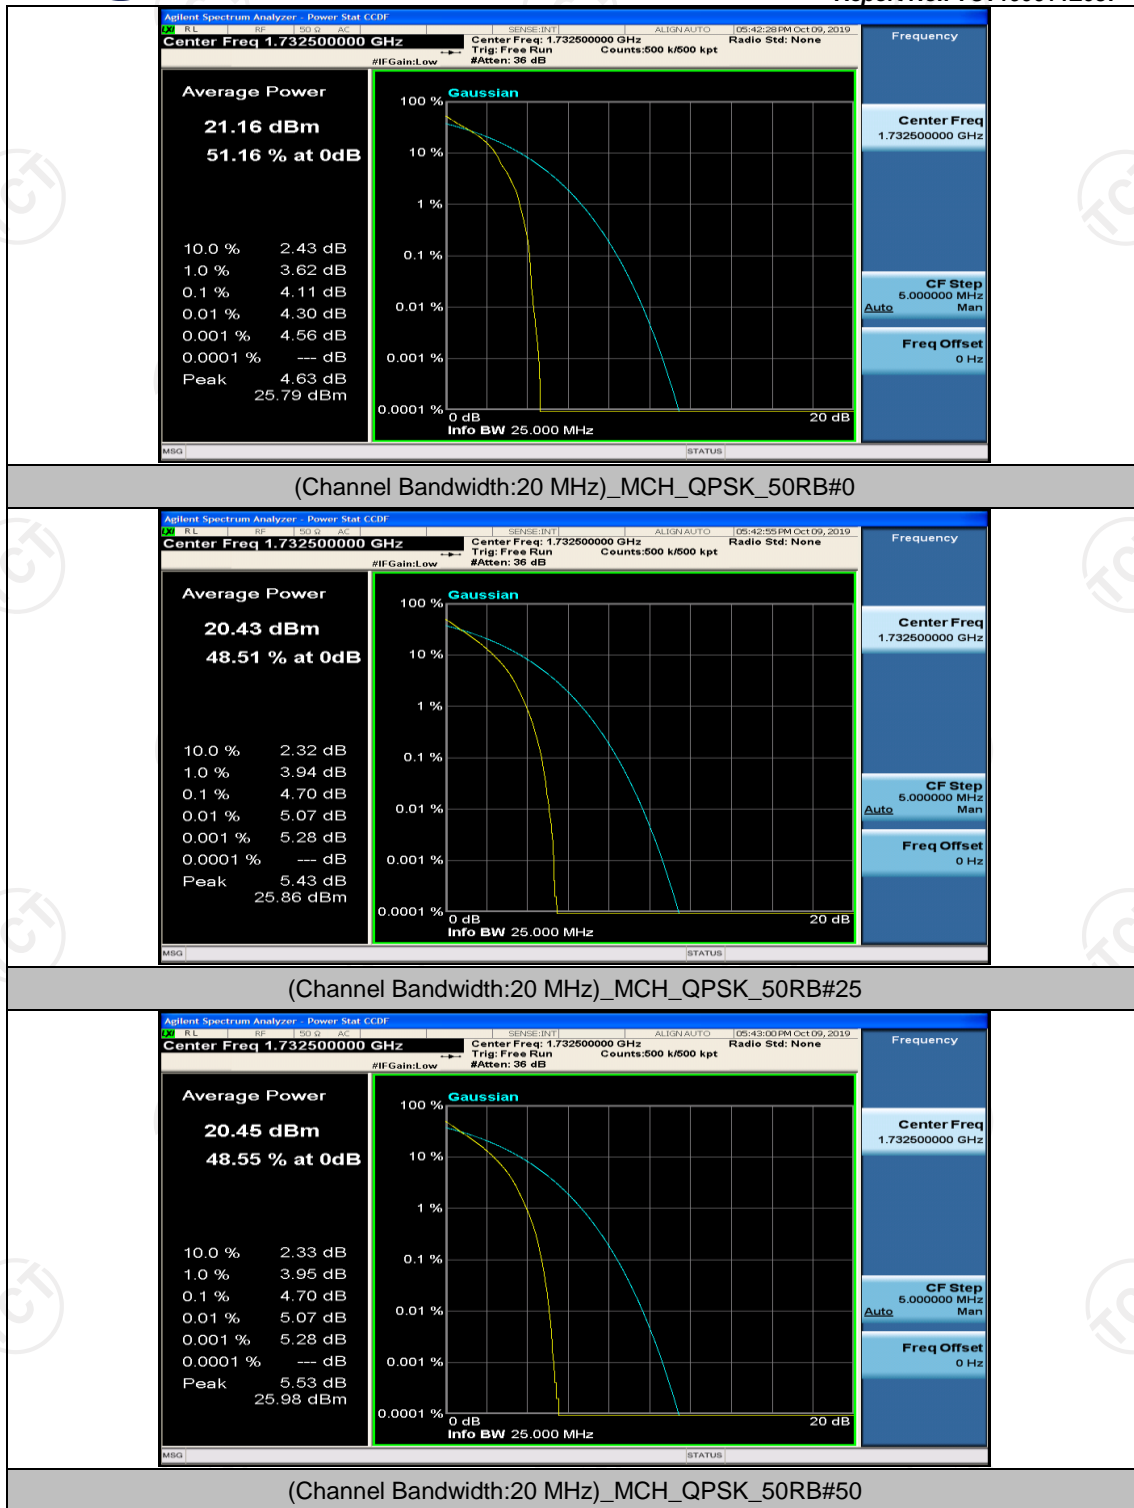 Agilent Spectrum Analyzer - Power Stat CCDF
LXI RL RF 50 Ω AC SENSE:INT ALIGN AUTO 05:42:28 PM Oct 09, 2019
Center Freq 1.732500000 GHz
Center Freq: 1.732500000 GHz Radio Std: None
Trig: Free Run Counts:500 k/500 kpt
#IFGain:Low #Atten: 36 dB
Frequency
Average Power
21.16 dBm
51.16 % at 0dB
10.0 % 2.43 dB
1.0 % 3.62 dB
0.1 % 4.11 dB
0.01 % 4.30 dB
0.001 % 4.56 dB
0.0001 % --- dB
Peak 4.63 dB
25.79 dBm
Gaussian
100 %
10 %
1 %
0.1 %
0.01 %
0.001 %
0.0001 %
0 dB 20 dB
Info BW 25.000 MHz
Center Freq
1.732500000 GHz
CF Step
5.000000 MHz
Auto Man
Freq Offset
0 Hz
MSG STATUS
(Channel Bandwidth:20 MHz)_MCH_QPSK_50RB#0
Agilent Spectrum Analyzer - Power Stat CCDF
LXI RL RF 50 Ω AC SENSE:INT ALIGN AUTO 05:42:55 PM Oct 09, 2019
Center Freq 1.732500000 GHz
Center Freq: 1.732500000 GHz Radio Std: None
Trig: Free Run Counts:500 k/500 kpt
#IFGain:Low #Atten: 36 dB
Frequency
Average Power
20.43 dBm
48.51 % at 0dB
10.0 % 2.32 dB
1.0 % 3.94 dB
0.1 % 4.70 dB
0.01 % 5.07 dB
0.001 % 5.28 dB
0.0001 % --- dB
Peak 5.43 dB
25.86 dBm
Gaussian
100 %
10 %
1 %
0.1 %
0.01 %
0.001 %
0.0001 %
0 dB 20 dB
Info BW 25.000 MHz
Center Freq
1.732500000 GHz
CF Step
5.000000 MHz
Auto Man
Freq Offset
0 Hz
MSG STATUS
(Channel Bandwidth:20 MHz)_MCH_QPSK_50RB#25
Agilent Spectrum Analyzer - Power Stat CCDF
LXI RL RF 50 Ω AC SENSE:INT ALIGN AUTO 05:43:00 PM Oct 09, 2019
Center Freq 1.732500000 GHz
Center Freq: 1.732500000 GHz Radio Std: None
Trig: Free Run Counts:500 k/500 kpt
#IFGain:Low #Atten: 36 dB
Frequency
Average Power
20.45 dBm
48.55 % at 0dB
10.0 % 2.33 dB
1.0 % 3.95 dB
0.1 % 4.70 dB
0.01 % 5.07 dB
0.001 % 5.28 dB
0.0001 % --- dB
Peak 5.53 dB
25.98 dBm
Gaussian
100 %
10 %
1 %
0.1 %
0.01 %
0.001 %
0.0001 %
0 dB 20 dB
Info BW 25.000 MHz
Center Freq
1.732500000 GHz
CF Step
5.000000 MHz
Auto Man
Freq Offset
0 Hz
MSG STATUS
(Channel Bandwidth:20 MHz)_MCH_QPSK_50RB#50